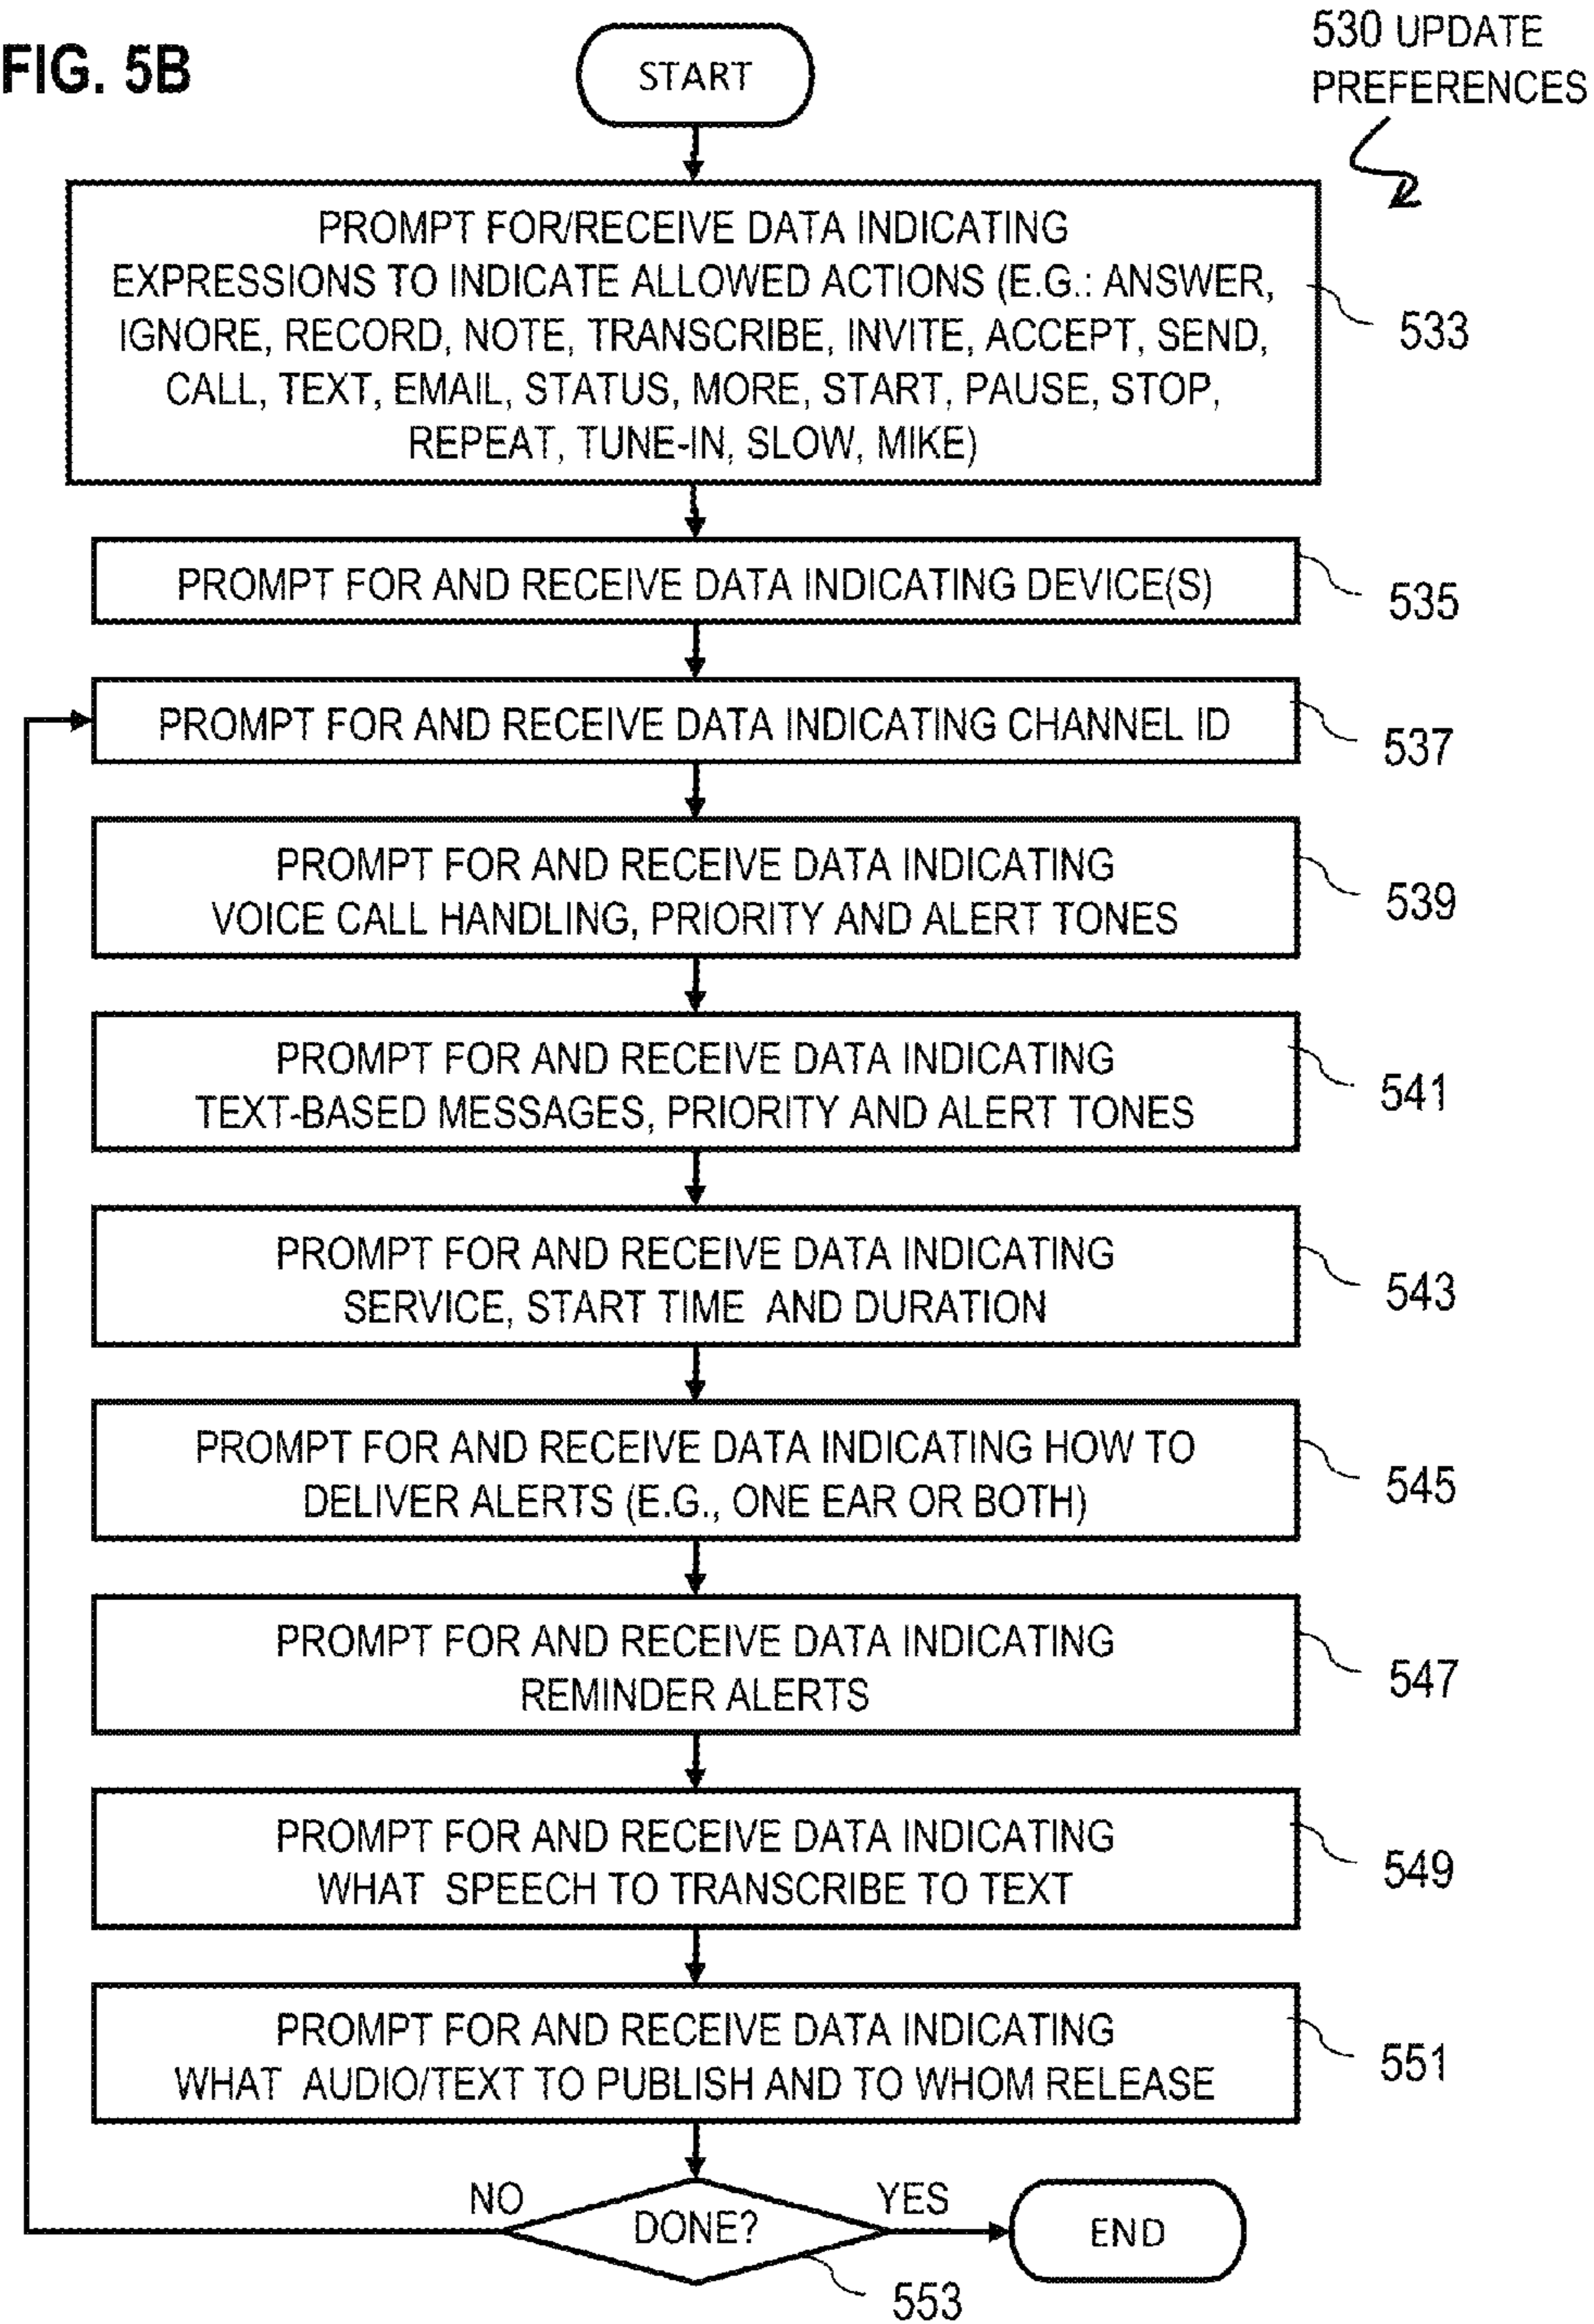 FIG. 5B
START
530 UPDATE
PREFERENCES
PROMPT FOR/RECEIVE DATA INDICATING
EXPRESSIONS TO INDICATE ALLOWED ACTIONS (E.G.: ANSWER,
IGNORE, RECORD, NOTE, TRANSCRIBE, INVITE, ACCEPT, SEND,
CALL, TEXT, EMAIL, STATUS, MORE, START, PAUSE, STOP,
REPEAT, TUNE-IN, SLOW, MIKE)
533
PROMPT FOR AND RECEIVE DATA INDICATING DEVICE(S)
535
PROMPT FOR AND RECEIVE DATA INDICATING CHANNEL ID
537
PROMPT FOR AND RECEIVE DATA INDICATING
VOICE CALL HANDLING, PRIORITY AND ALERT TONES
539
PROMPT FOR AND RECEIVE DATA INDICATING
TEXT-BASED MESSAGES, PRIORITY AND ALERT TONES
541
PROMPT FOR AND RECEIVE DATA INDICATING
SERVICE, START TIME AND DURATION
543
PROMPT FOR AND RECEIVE DATA INDICATING HOW TO
DELIVER ALERTS (E.G., ONE EAR OR BOTH)
545
PROMPT FOR AND RECEIVE DATA INDICATING
REMINDER ALERTS
547
PROMPT FOR AND RECEIVE DATA INDICATING
WHAT SPEECH TO TRANSCRIBE TO TEXT
549
PROMPT FOR AND RECEIVE DATA INDICATING
WHAT AUDIO/TEXT TO PUBLISH AND TO WHOM RELEASE
551
NO
DONE?
YES
END
553